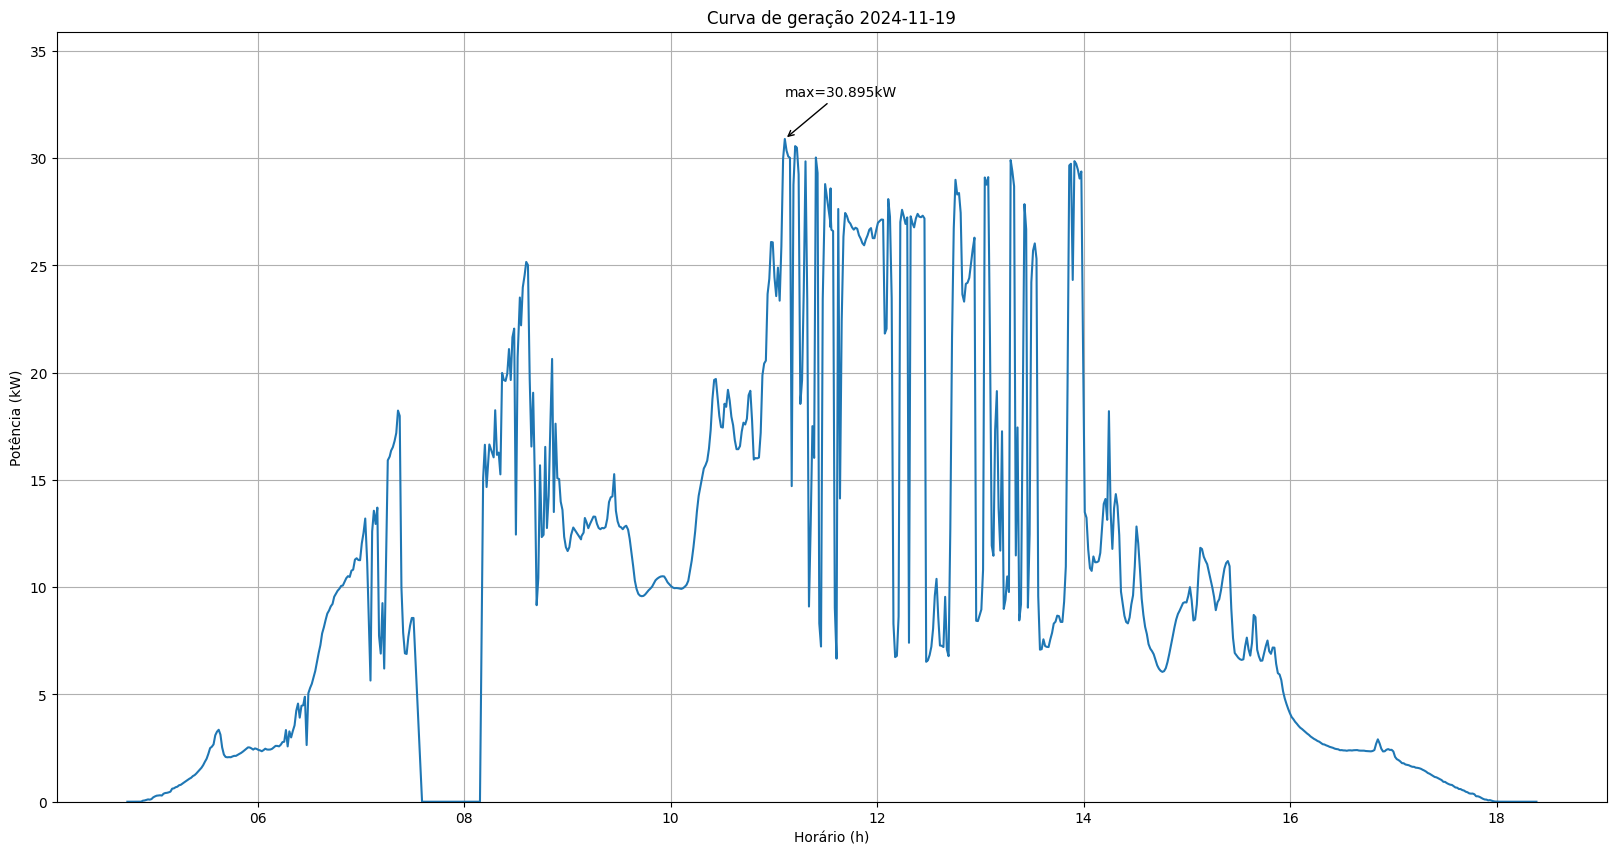 Curva de geração 2024-11-19
max=30.895kW
Potência (kW)
35
30
25
20
15
10
5
0
06 08 10 12 14 16 18
Horário (h)